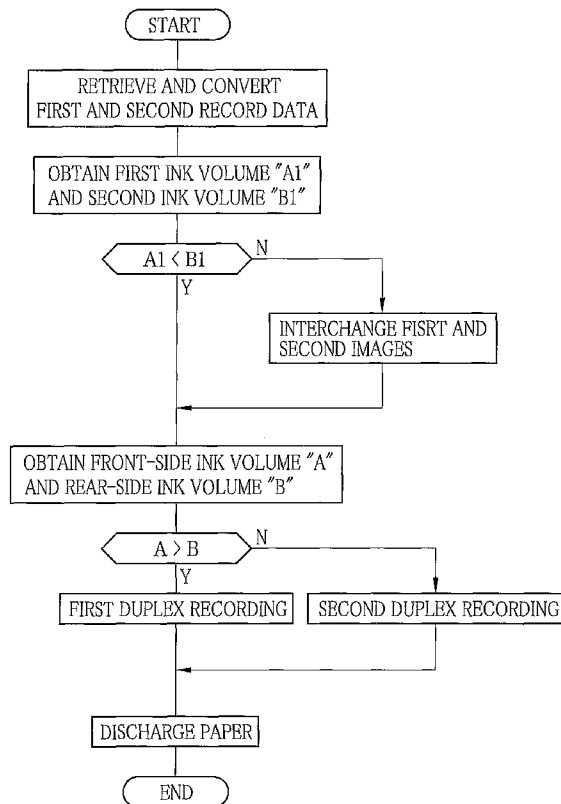 START
RETRIEVE AND CONVERT
FIRST AND SECOND RECORD DATA
OBTAIN FIRST INK VOLUME "A1"
AND SECOND INK VOLUME "B1"
A1 < B1
N
Y
INTERCHANGE FISRT AND
SECOND IMAGES
OBTAIN FRONT-SIDE INK VOLUME "A"
AND REAR-SIDE INK VOLUME "B"
A > B
N
Y
FIRST DUPLEX RECORDING
SECOND DUPLEX RECORDING
DISCHARGE PAPER
END